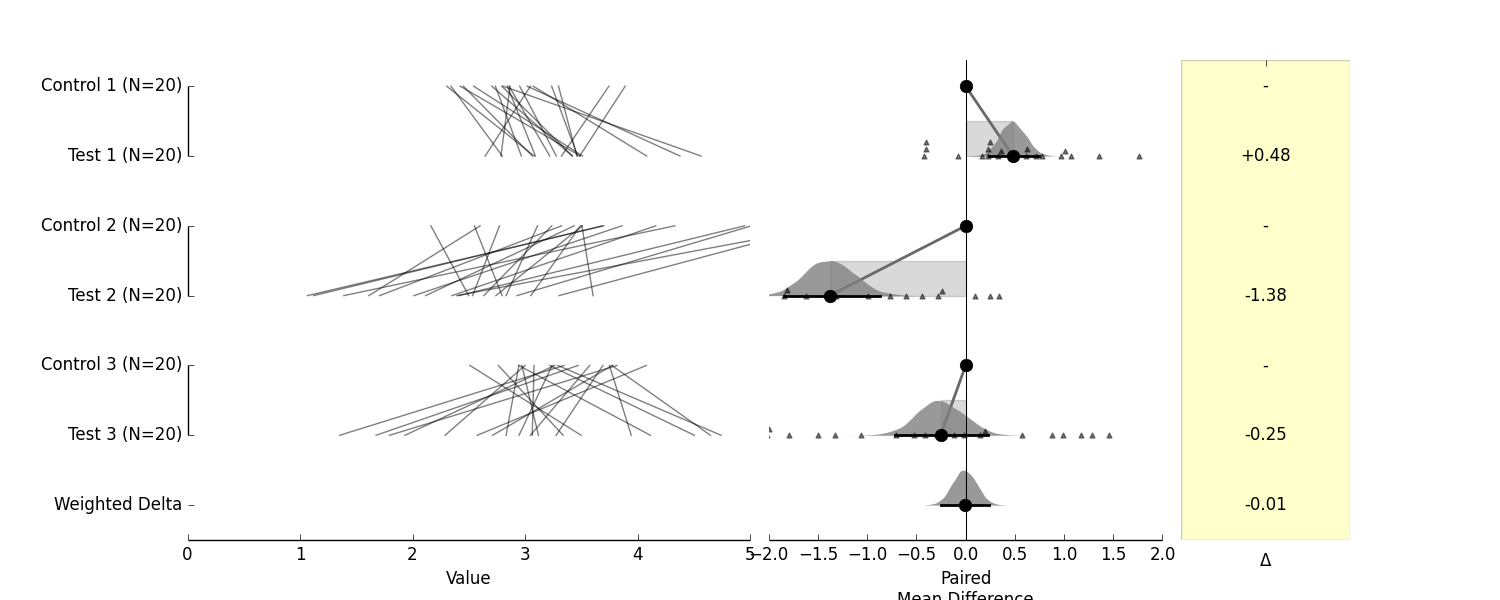 Control 1 (N=20)
-
Test 1 (N=20)
+0.48
Control 2 (N=20)
-
Test 2 (N=20)
-1.38
Control 3 (N=20)
-
Test 3 (N=20)
-0.25
Weighted Delta
-0.01
0 1 2 3 4 5
−2.0 −1.5 −1.0 −0.5 0.0 0.5 1.0 1.5 2.0
Δ
Value
Paired
Mean Difference